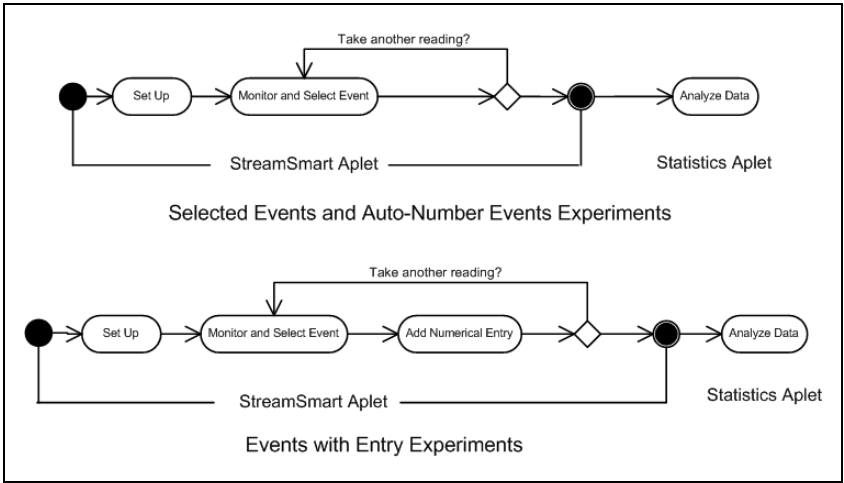 Take another reading?
Set Up
Monitor and Select Event
Analyze Data
StreamSmart Aplet
Statistics Aplet
Selected Events and Auto-Number Events Experiments
Take another reading?
Set Up
Monitor and Select Event
Add Numerical Entry
Analyze Data
StreamSmart Aplet
Statistics Aplet
Events with Entry Experiments